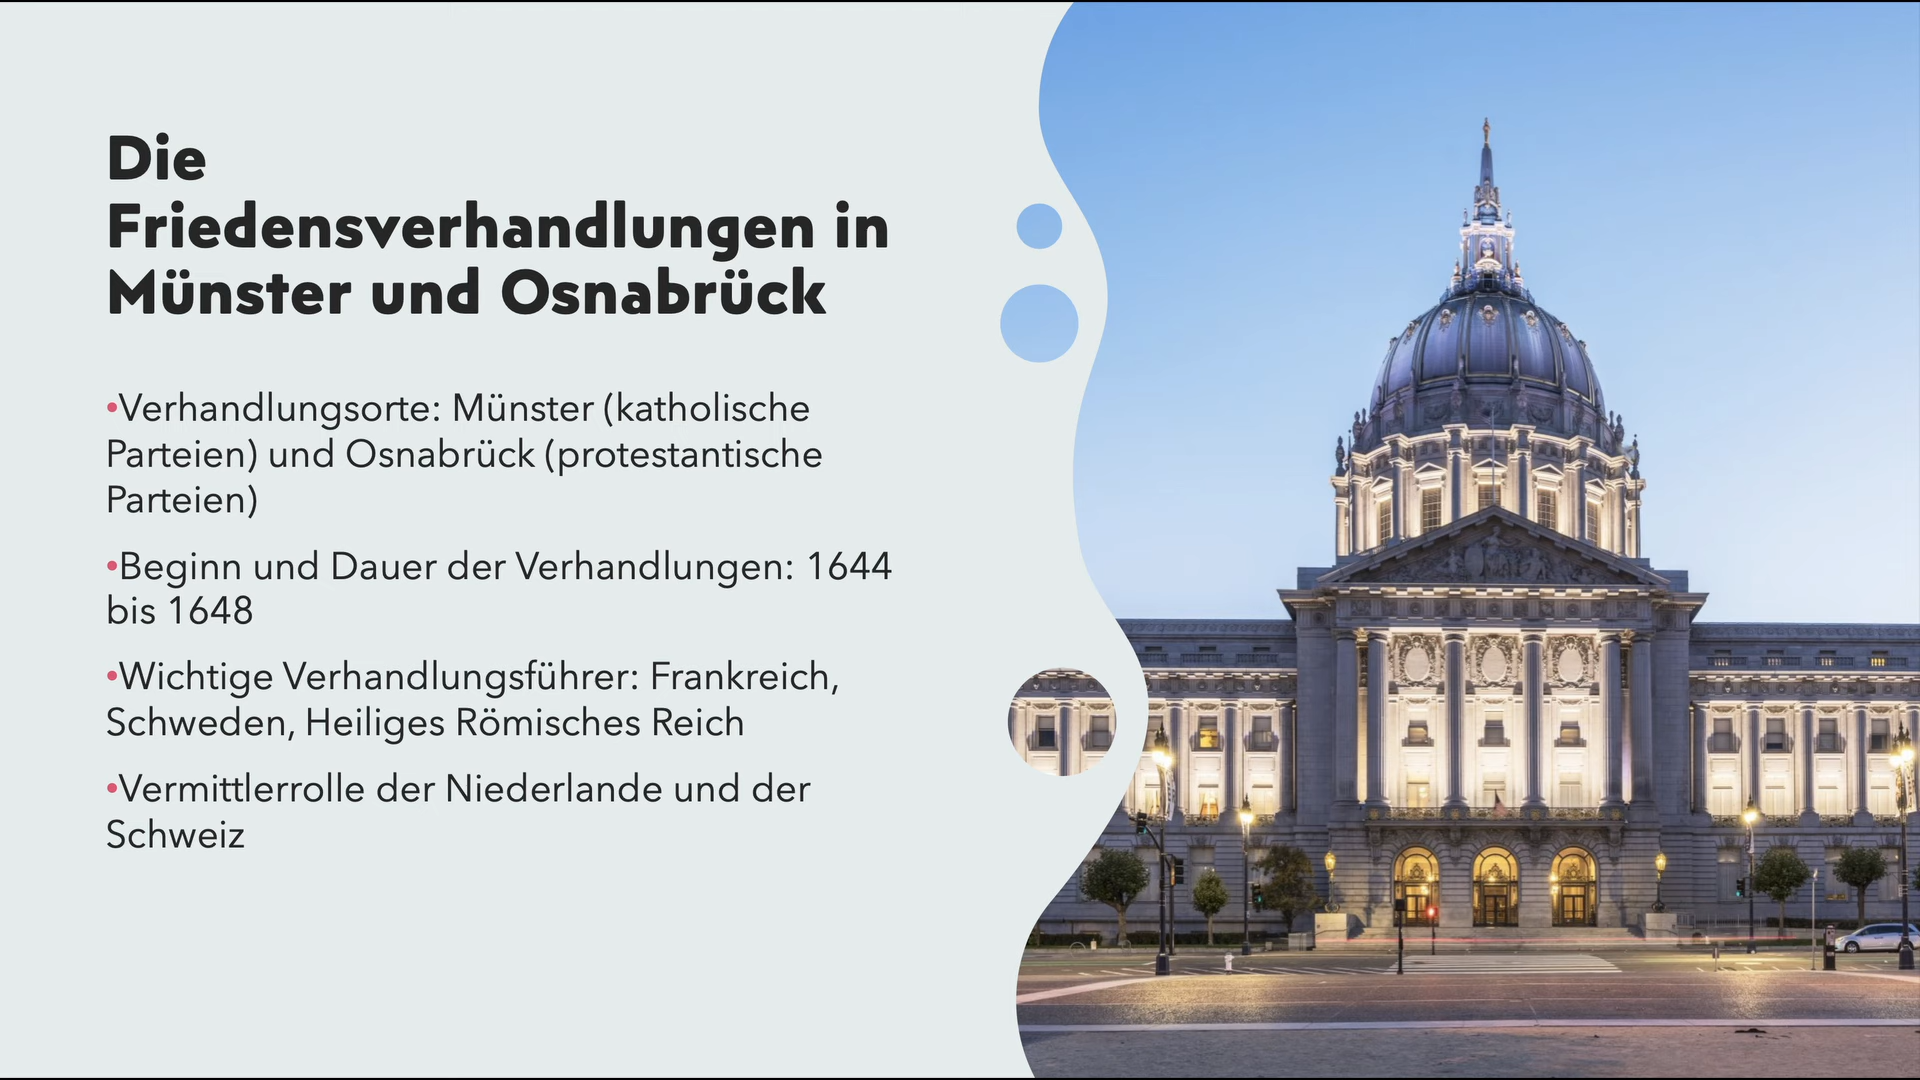 Die
Friedensverhandlungen in
Münster und Osnabrück
•Verhandlungsorte: Münster (katholische
Parteien) und Osnabrück (protestantische
Parteien)
•Beginn und Dauer der Verhandlungen: 1644
bis 1648
•Wichtige Verhandlungsführer: Frankreich,
Schweden, Heiliges Römisches Reich
•Vermittlerrolle der Niederlande und der
Schweiz